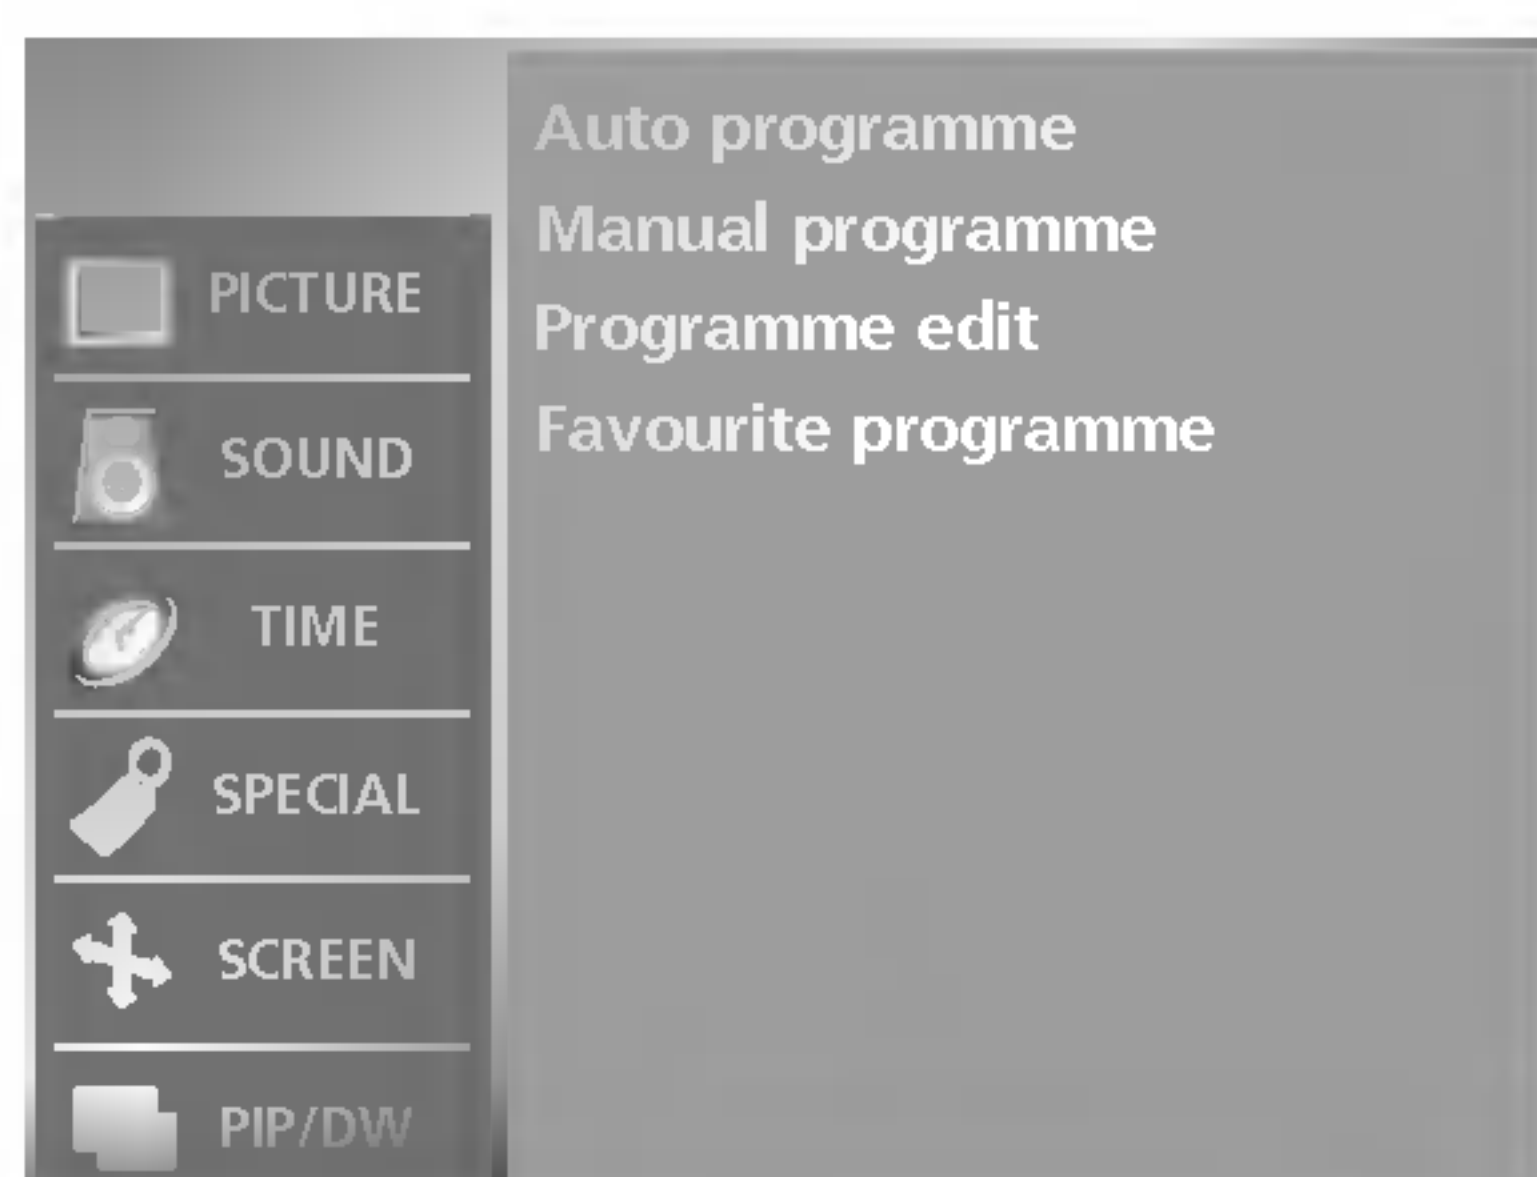 Auto programme
Manual programme
Programme edit
Favourite programme
PICTURE
SOUND
TIME
SPECIAL
SCREEN
PIP/DW